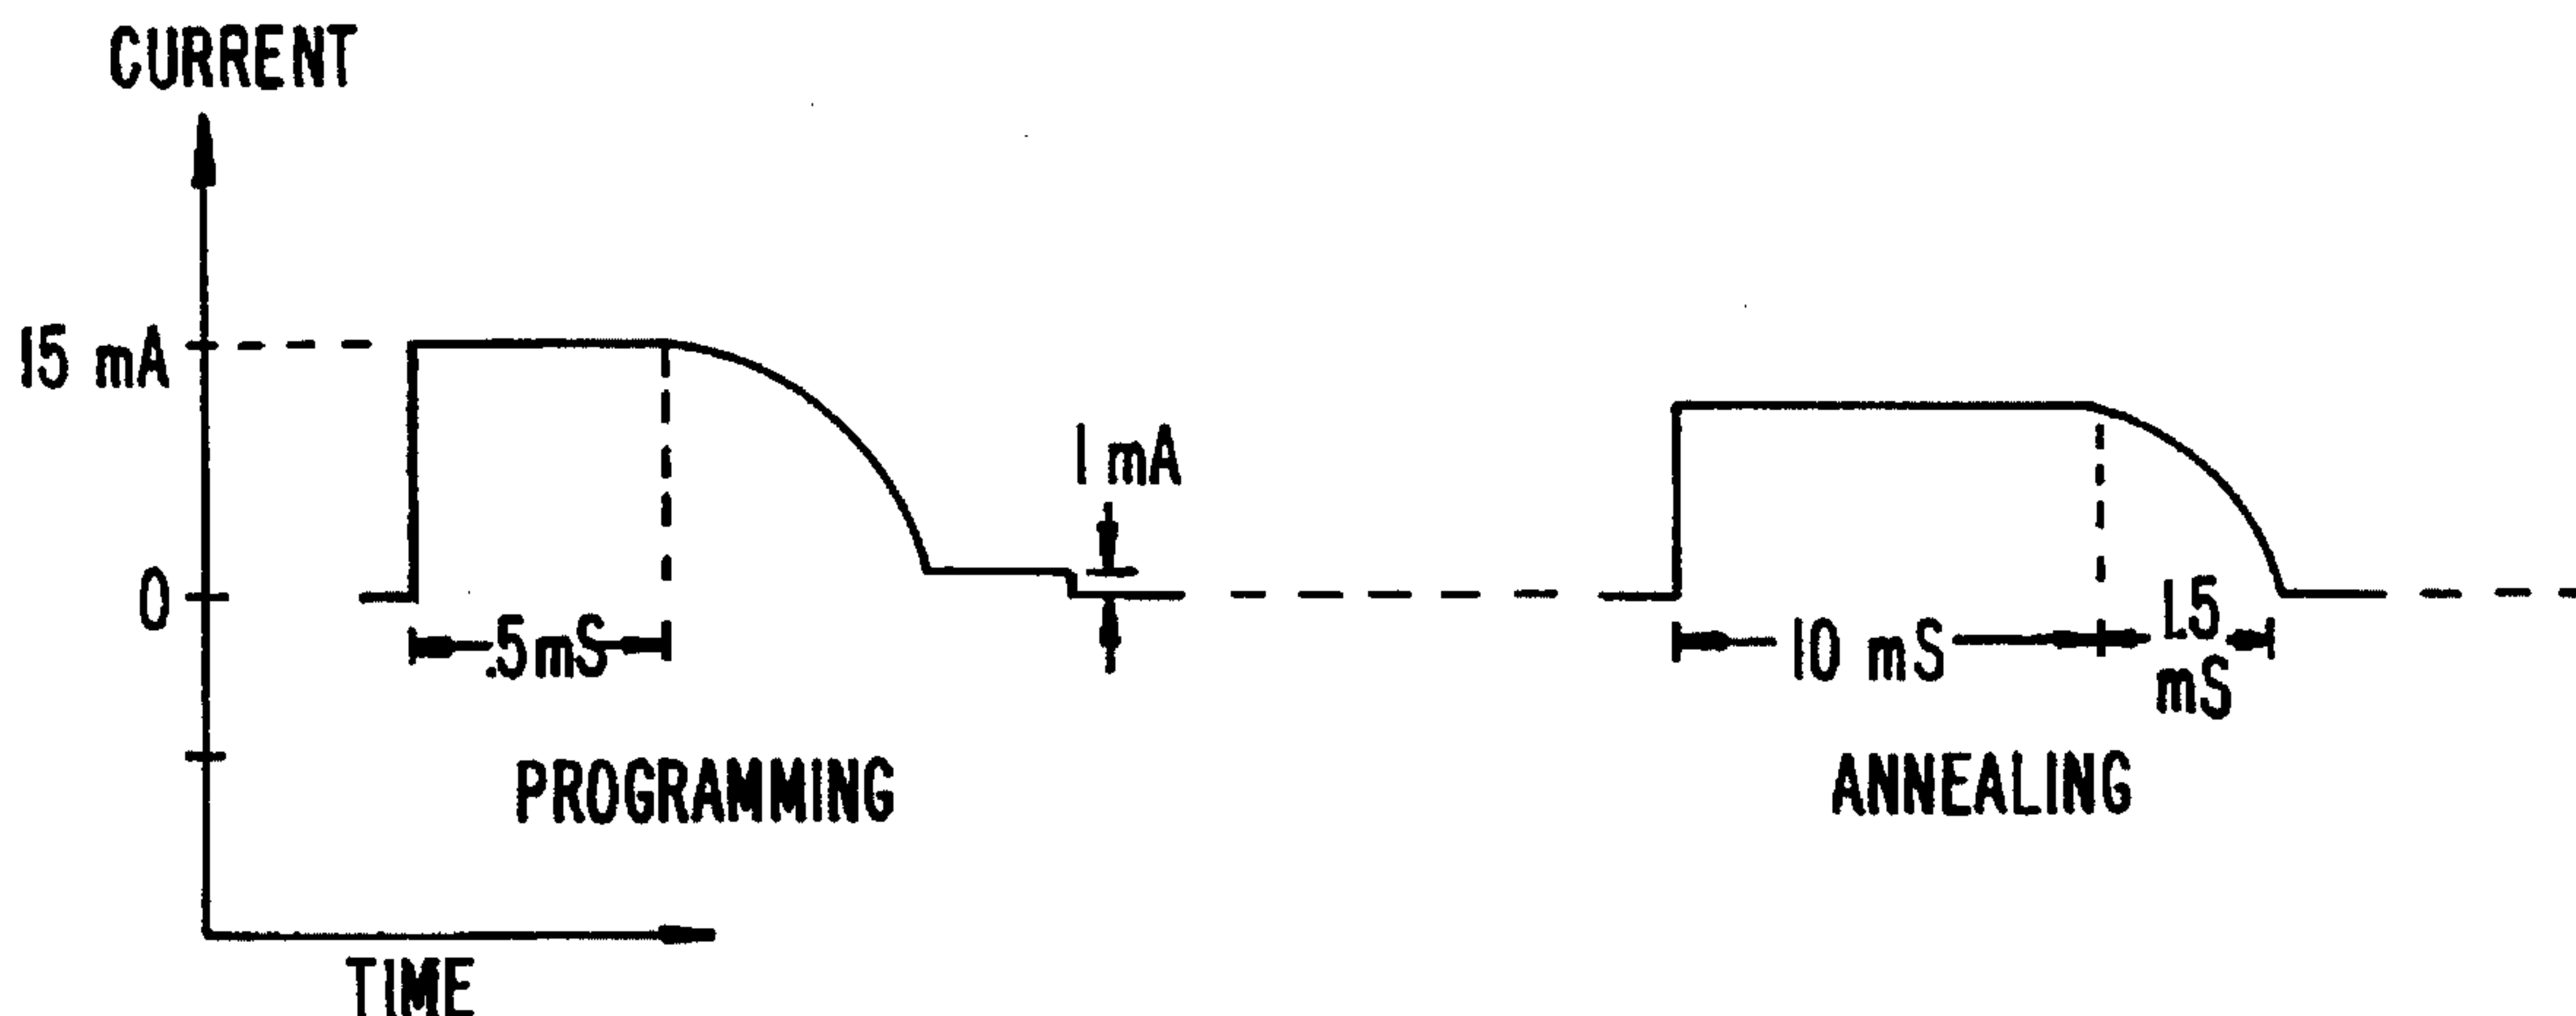 CURRENT
15 mA
1 mA
0
.5mS
10 mS
1.5
mS
PROGRAMMING
ANNEALING
TIME